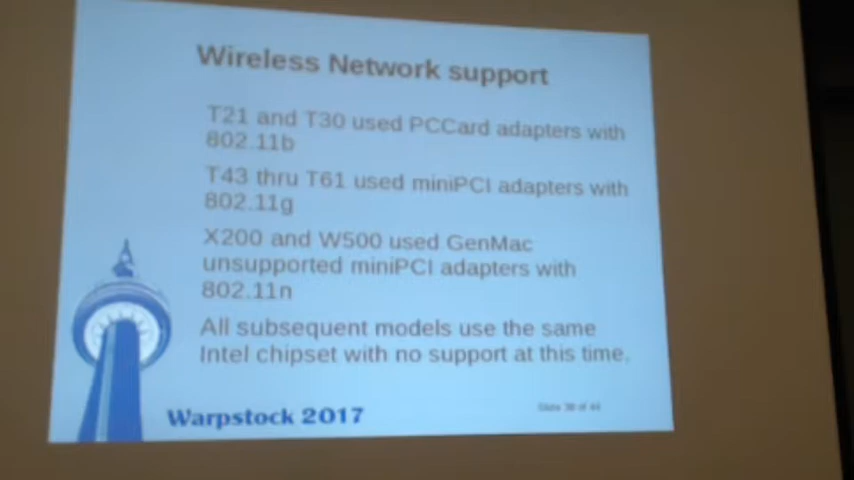 Wireless Network support
T21 and T30 used PCCard adapters with
802.11b
T43 thru T61 used miniPCI adapters with
802.11g
X200 and W500 used GenMac
unsupported miniPCI adapters with
802.11n
All subsequent models use the same
Intel chipset with no support at this time.
Warpstock 2017
Slide of